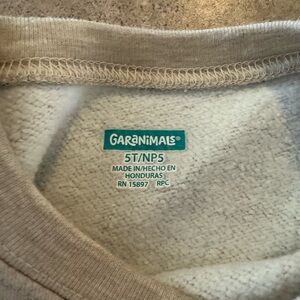 GARANIMALS®
5T/NP5
MADE IN/HECHO EN
HONDURAS
RN 15897 RPC